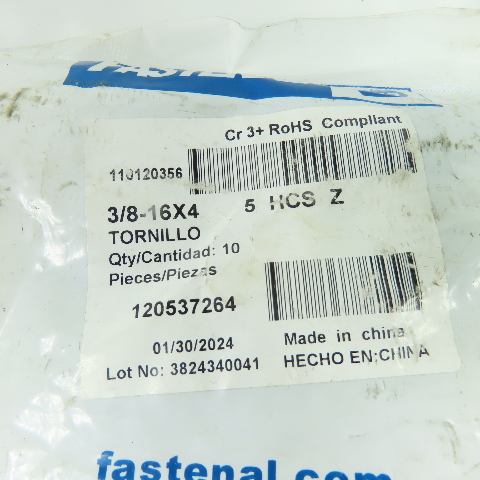 FASTENAL
Cr 3+ RoHS Compliant
110120356
3/8-16X4 5 HCS Z
TORNILLO
Qty/Cantidad: 10
Pieces/Piezas
120537264
01/30/2024 Made in china
Lot No: 3824340041 HECHO EN:CHINA
fastenal.com